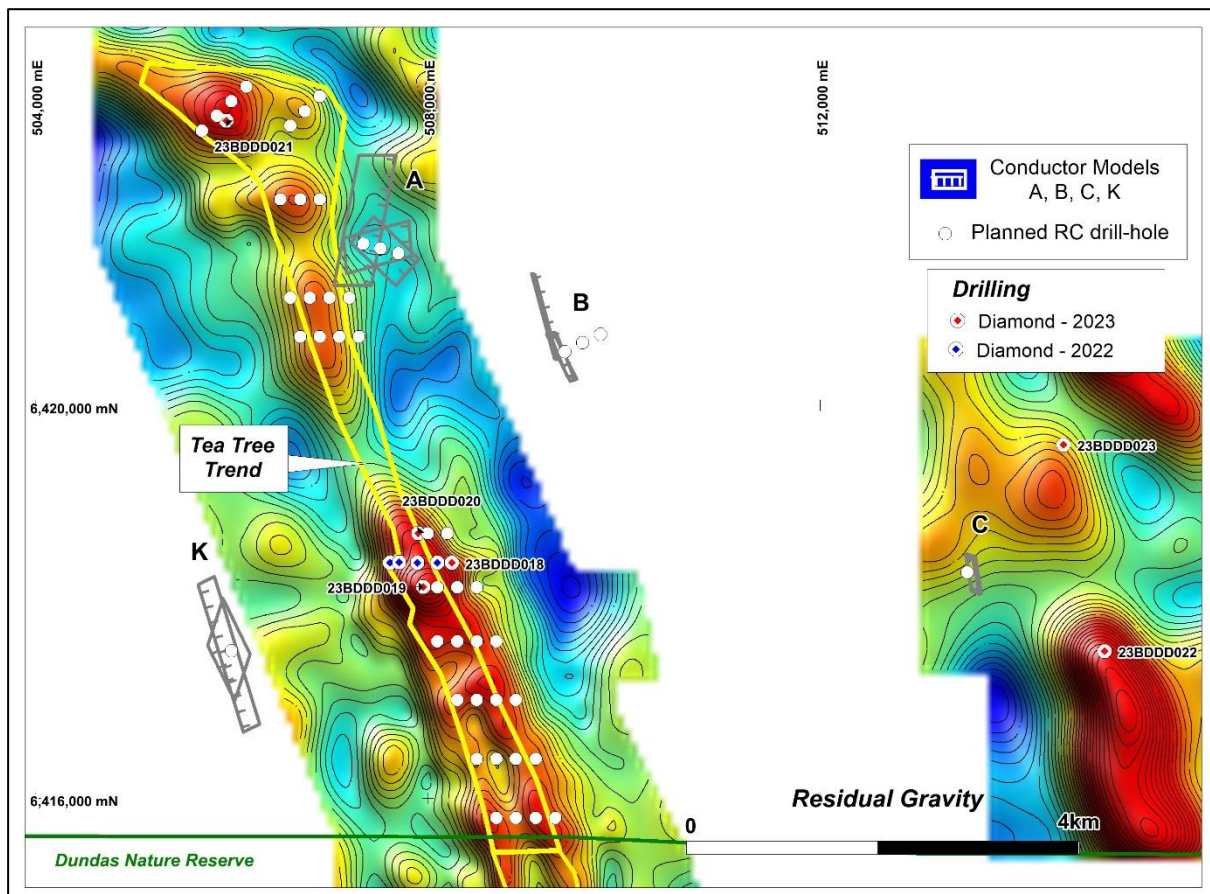 504,000 mE
508,000 mE
512,000 mE
23BDDD021
A
Conductor Models
A, B, C, K
Planned RC drill-hole
Drilling
Diamond - 2023
Diamond - 2022
B
6,420,000 mN
Tea Tree
Trend
23BDDD023
23BDDD020
C
K
23BDDD018
23BDDD019
23BDDD022
6,416,000 mN
Residual Gravity
0
4km
Dundas Nature Reserve